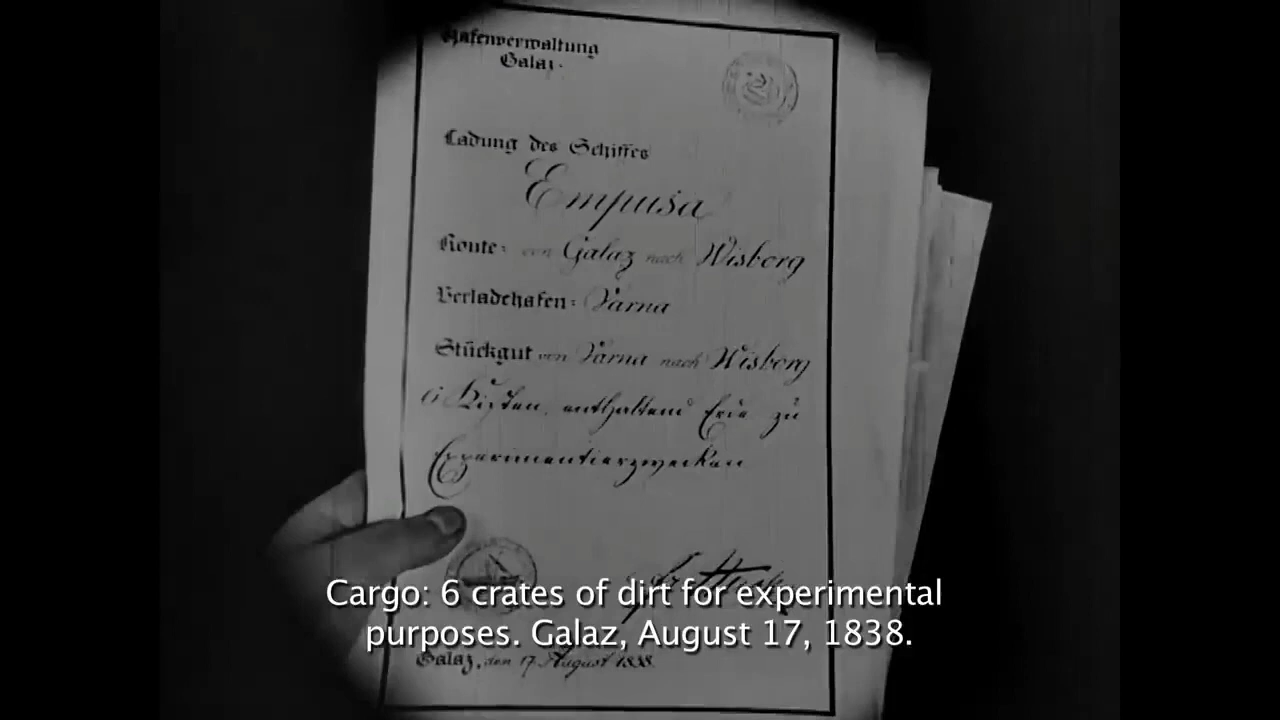 Hafenverwaltung
Galaz.
Ladung des Schiffes
Empusa
Route: von Galaz nach Wisborg
Verladehafen: Varna
Stückgut von Varna nach Wisborg
6 Kisten, enthaltend Erde zu
Experimentierzwecken
Cargo: 6 crates of dirt for experimental
purposes. Galaz, August 17, 1838.
Galaz, den 17. August 1838.